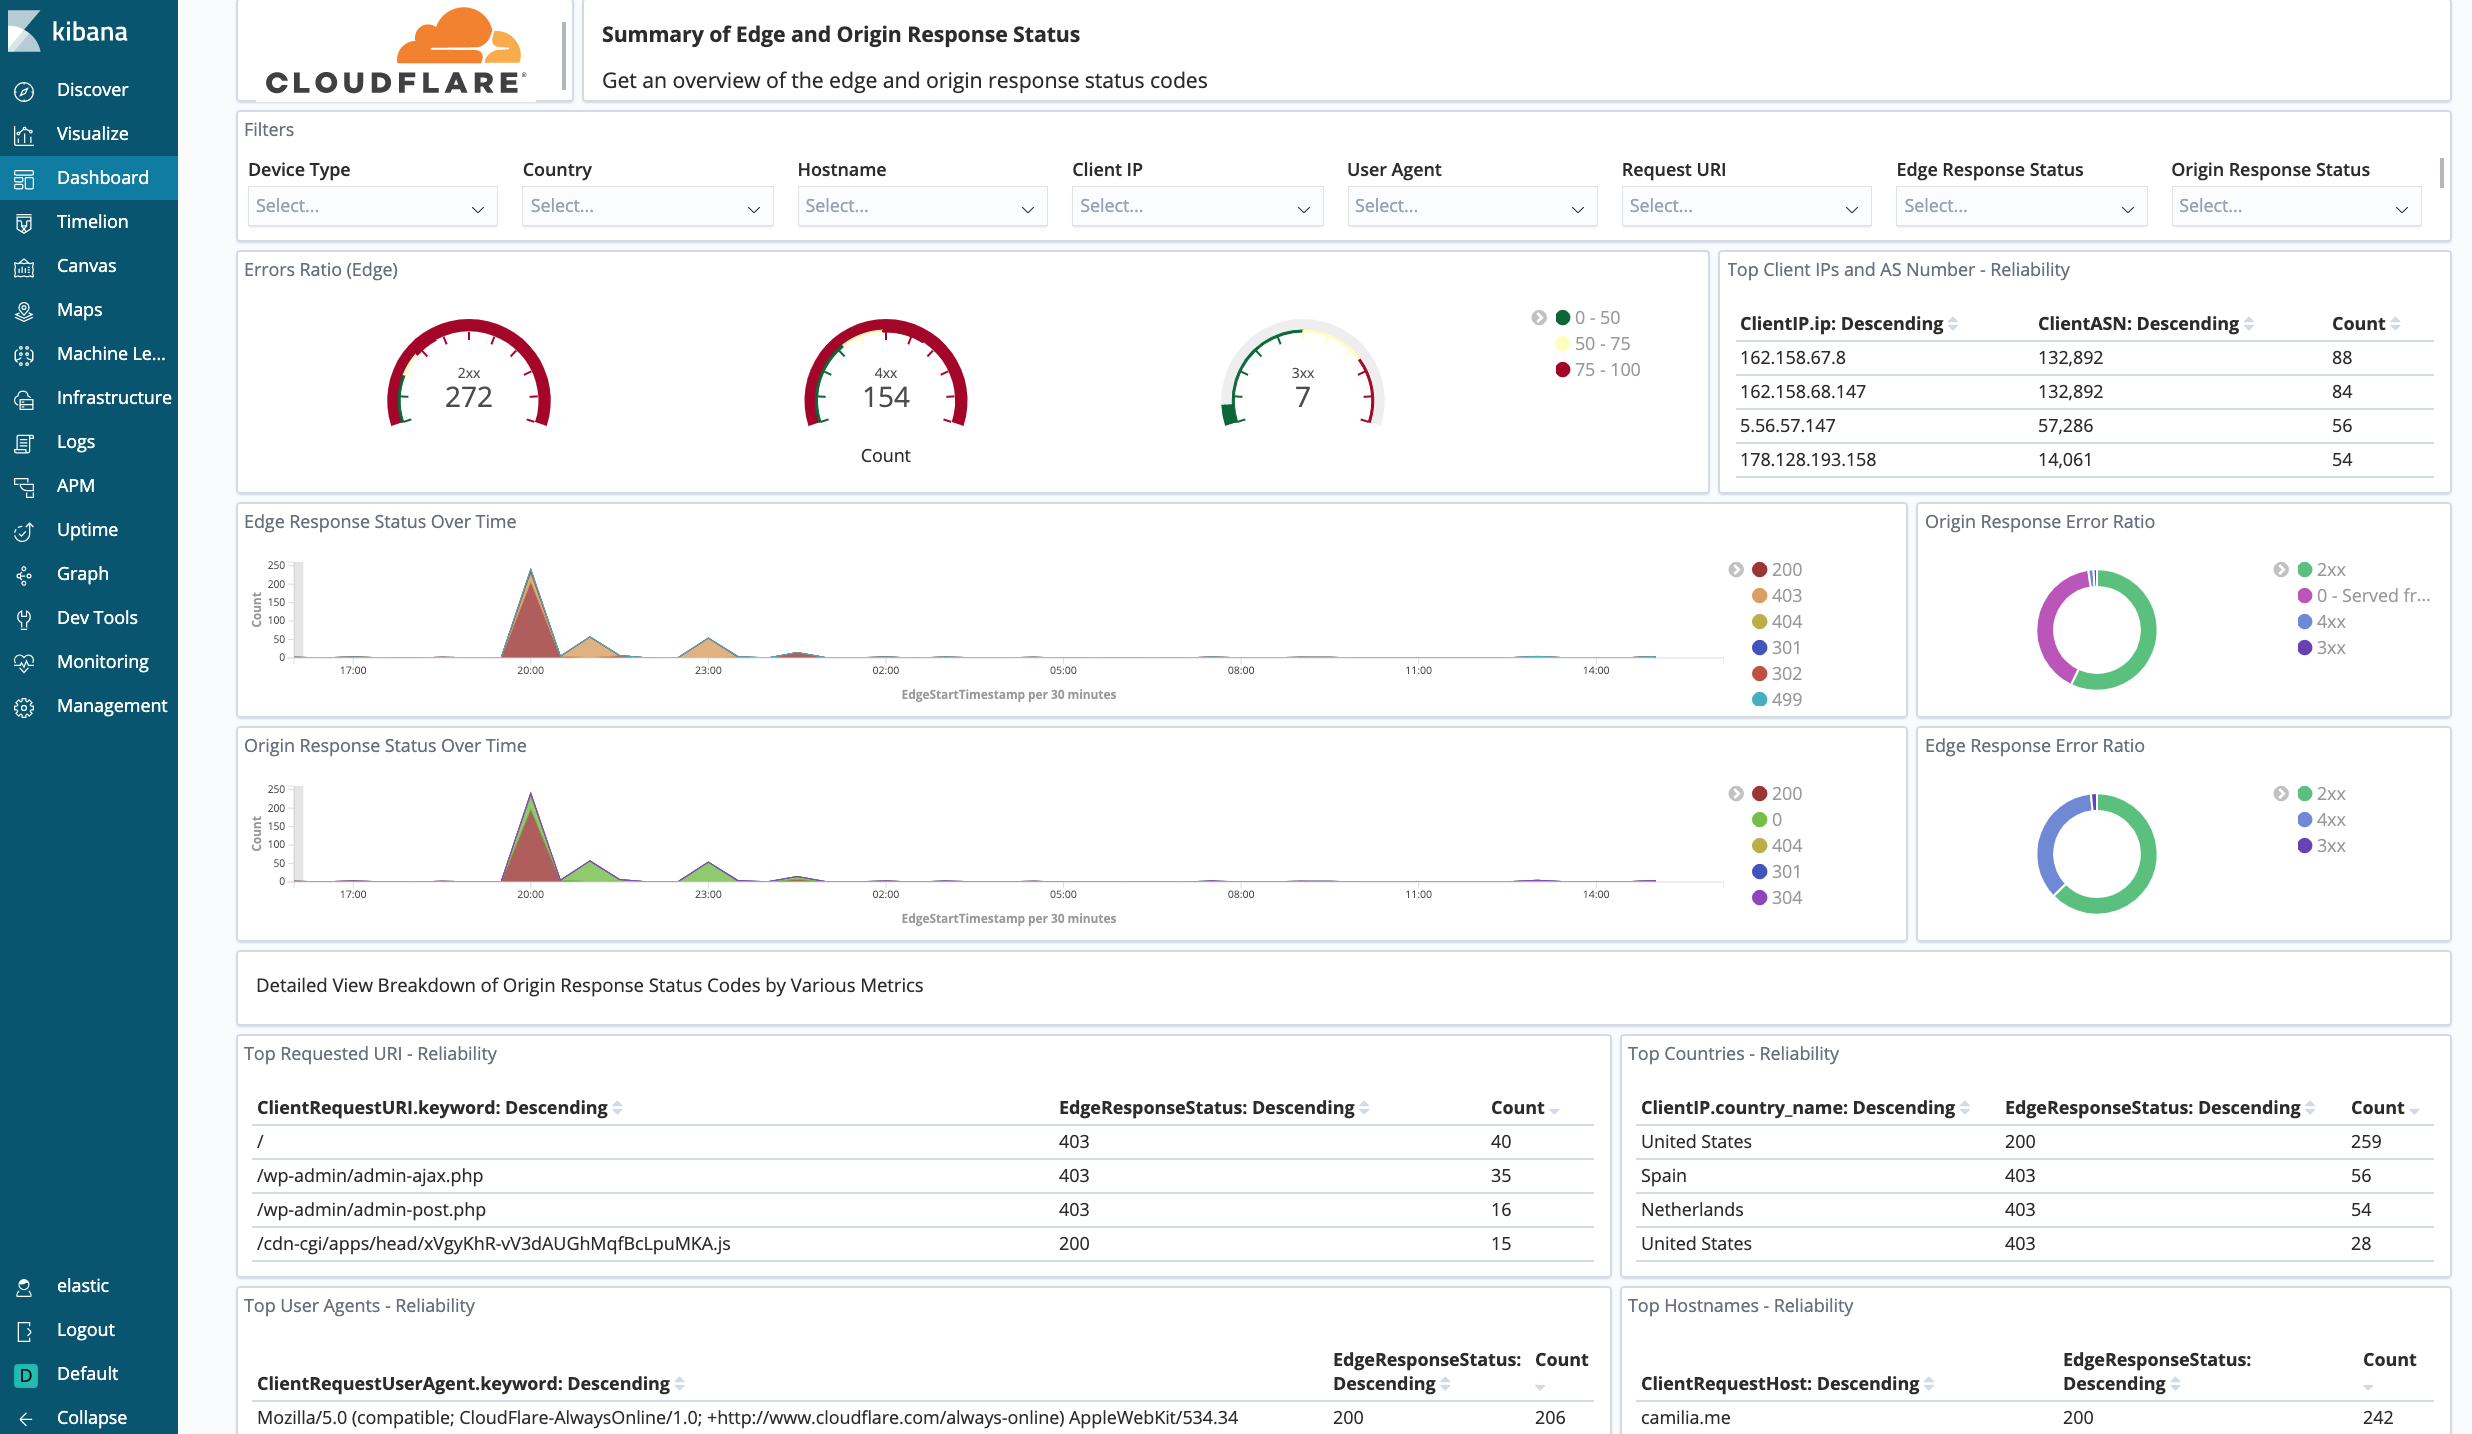 kibana
Discover
Visualize
Dashboard
Timelion
Canvas
Maps
Machine Le...
Infrastructure
Logs
APM
Uptime
Graph
Dev Tools
Monitoring
Management
elastic
Logout
D Default
Collapse
CLOUDFLARE®
Summary of Edge and Origin Response Status
Get an overview of the edge and origin response status codes
Filters
Device Type Country Hostname Client IP User Agent Request URI Edge Response Status Origin Response Status
Select... Select... Select... Select... Select... Select... Select... Select...
Errors Ratio (Edge)
2xx 4xx 3xx
272 154 7
Count
0 - 50
50 - 75
75 - 100
Top Client IPs and AS Number - Reliability
ClientIP.ip: Descending ClientASN: Descending Count
162.158.67.8 132,892 88
162.158.68.147 132,892 84
5.56.57.147 57,286 56
178.128.193.158 14,061 54
Edge Response Status Over Time
Count
250
200
150
100
50
0
17:00 20:00 23:00 02:00 05:00 08:00 11:00 14:00
EdgeStartTimestamp per 30 minutes
200
403
404
301
302
499
Origin Response Error Ratio
2xx
0 - Served fr...
4xx
3xx
Origin Response Status Over Time
Count
250
200
150
100
50
0
17:00 20:00 23:00 02:00 05:00 08:00 11:00 14:00
EdgeStartTimestamp per 30 minutes
200
0
404
301
304
Edge Response Error Ratio
2xx
4xx
3xx
Detailed View Breakdown of Origin Response Status Codes by Various Metrics
Top Requested URI - Reliability
ClientRequestURI.keyword: Descending EdgeResponseStatus: Descending Count
/ 403 40
/wp-admin/admin-ajax.php 403 35
/wp-admin/admin-post.php 403 16
/cdn-cgi/apps/head/xVgyKhR-vV3dAUGhMqfBcLpuMKA.js 200 15
Top Countries - Reliability
ClientIP.country_name: Descending EdgeResponseStatus: Descending Count
United States 200 259
Spain 403 56
Netherlands 403 54
United States 403 28
Top User Agents - Reliability
ClientRequestUserAgent.keyword: Descending EdgeResponseStatus: Descending Count
Mozilla/5.0 (compatible; CloudFlare-AlwaysOnline/1.0; +http://www.cloudflare.com/always-online) AppleWebKit/534.34 200 206
Top Hostnames - Reliability
ClientRequestHost: Descending EdgeResponseStatus: Descending Count
camilia.me 200 242